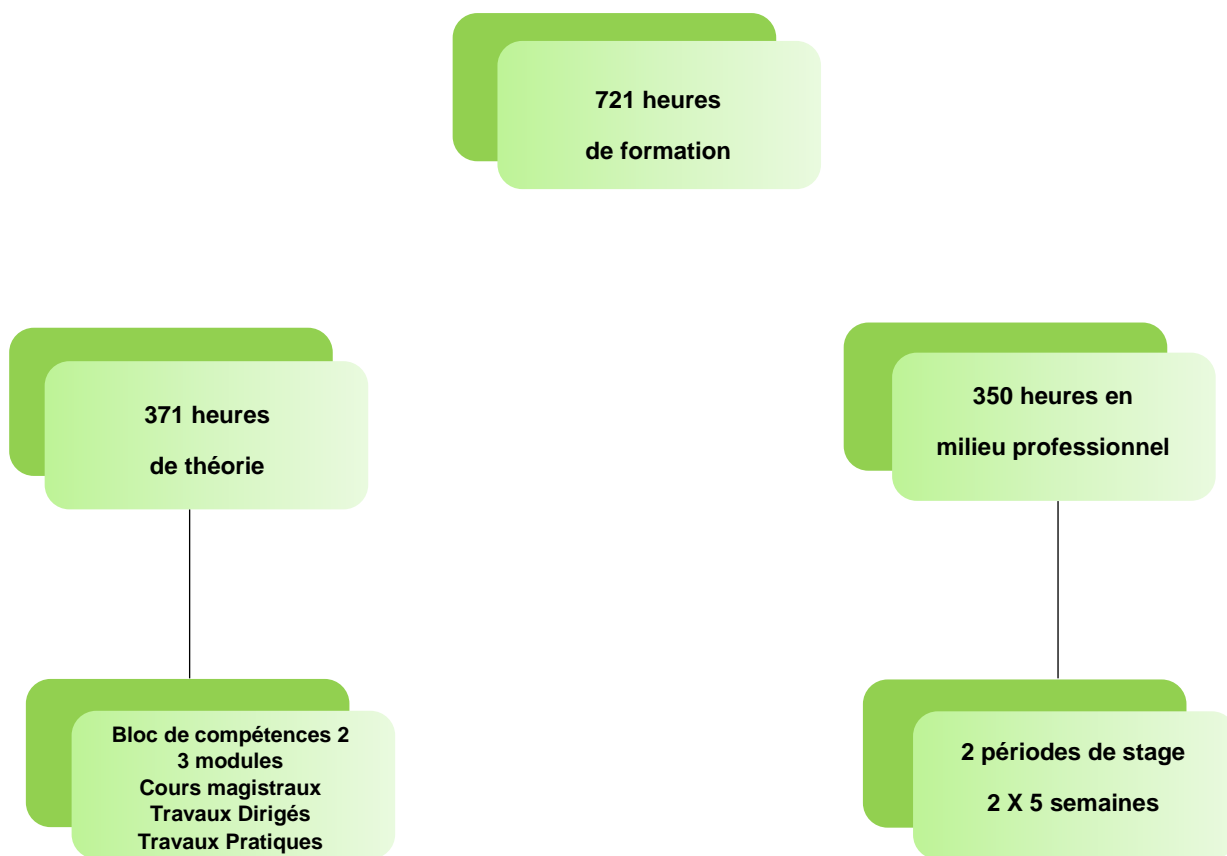 721 heures
de formation
371 heures
de théorie
350 heures en
milieu professionnel
Bloc de compétences 2
3 modules
Cours magistraux
Travaux Dirigés
Travaux Pratiques
2 périodes de stage
2 X 5 semaines